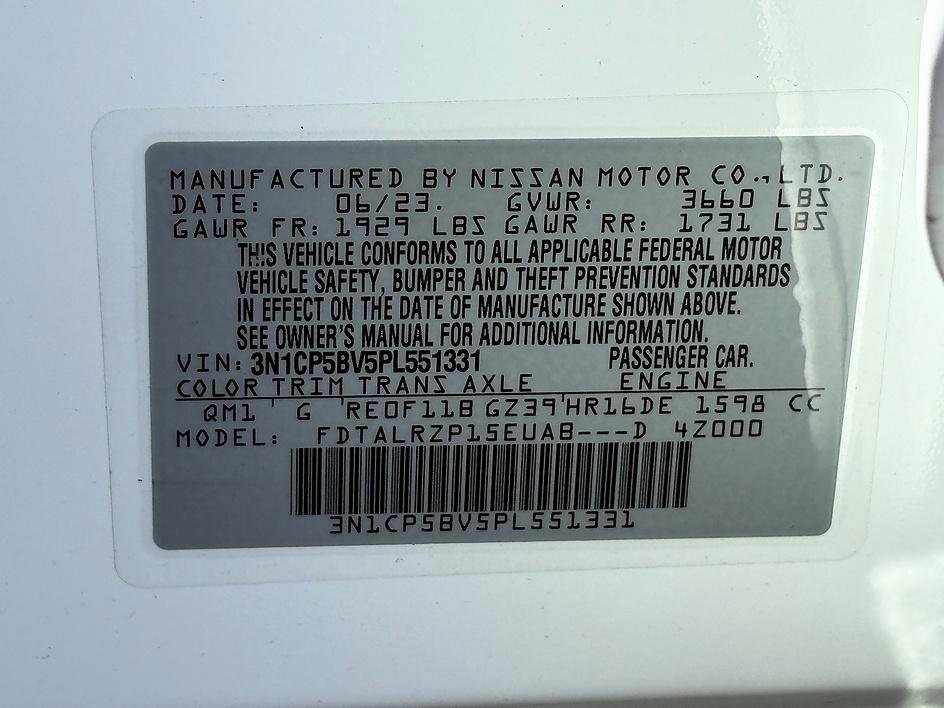 MANUFACTURED BY NISSAN MOTOR CO., LTD.
DATE: 06/23. GVWR: 3660 LBS
GAWR FR: 1929 LBS GAWR RR: 1731 LBS
THIS VEHICLE CONFORMS TO ALL APPLICABLE FEDERAL MOTOR
VEHICLE SAFETY, BUMPER AND THEFT PREVENTION STANDARDS
IN EFFECT ON THE DATE OF MANUFACTURE SHOWN ABOVE.
SEE OWNER'S MANUAL FOR ADDITIONAL INFORMATION.
VIN: 3N1CP5BV5PL551331 PASSENGER CAR.
COLOR TRIM TRANS AXLE ENGINE
QM1 G RE0F11B GZ39 HR16DE 1598 CC
MODEL: FDTALRZP15EUAB---D 4Z000
3N1CP5BV5PL551331